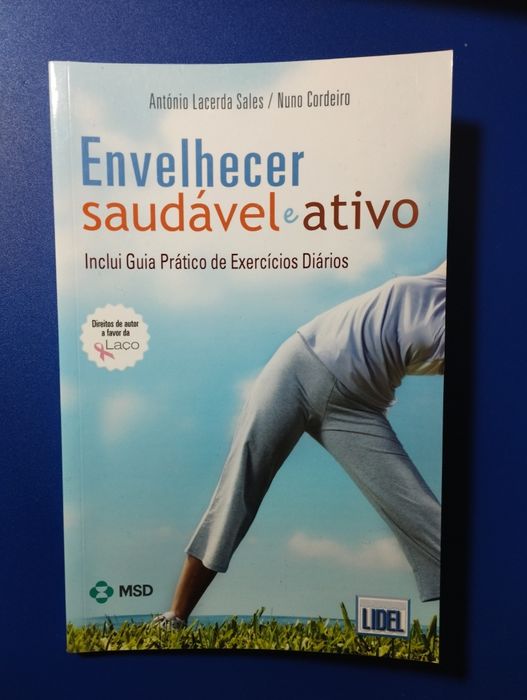 António Lacerda Sales / Nuno Cordeiro
Envelhecer
saudável e ativo
Inclui Guia Prático de Exercícios Diários
Direitos de autor
a favor da
Laço
MSD
LIDEL